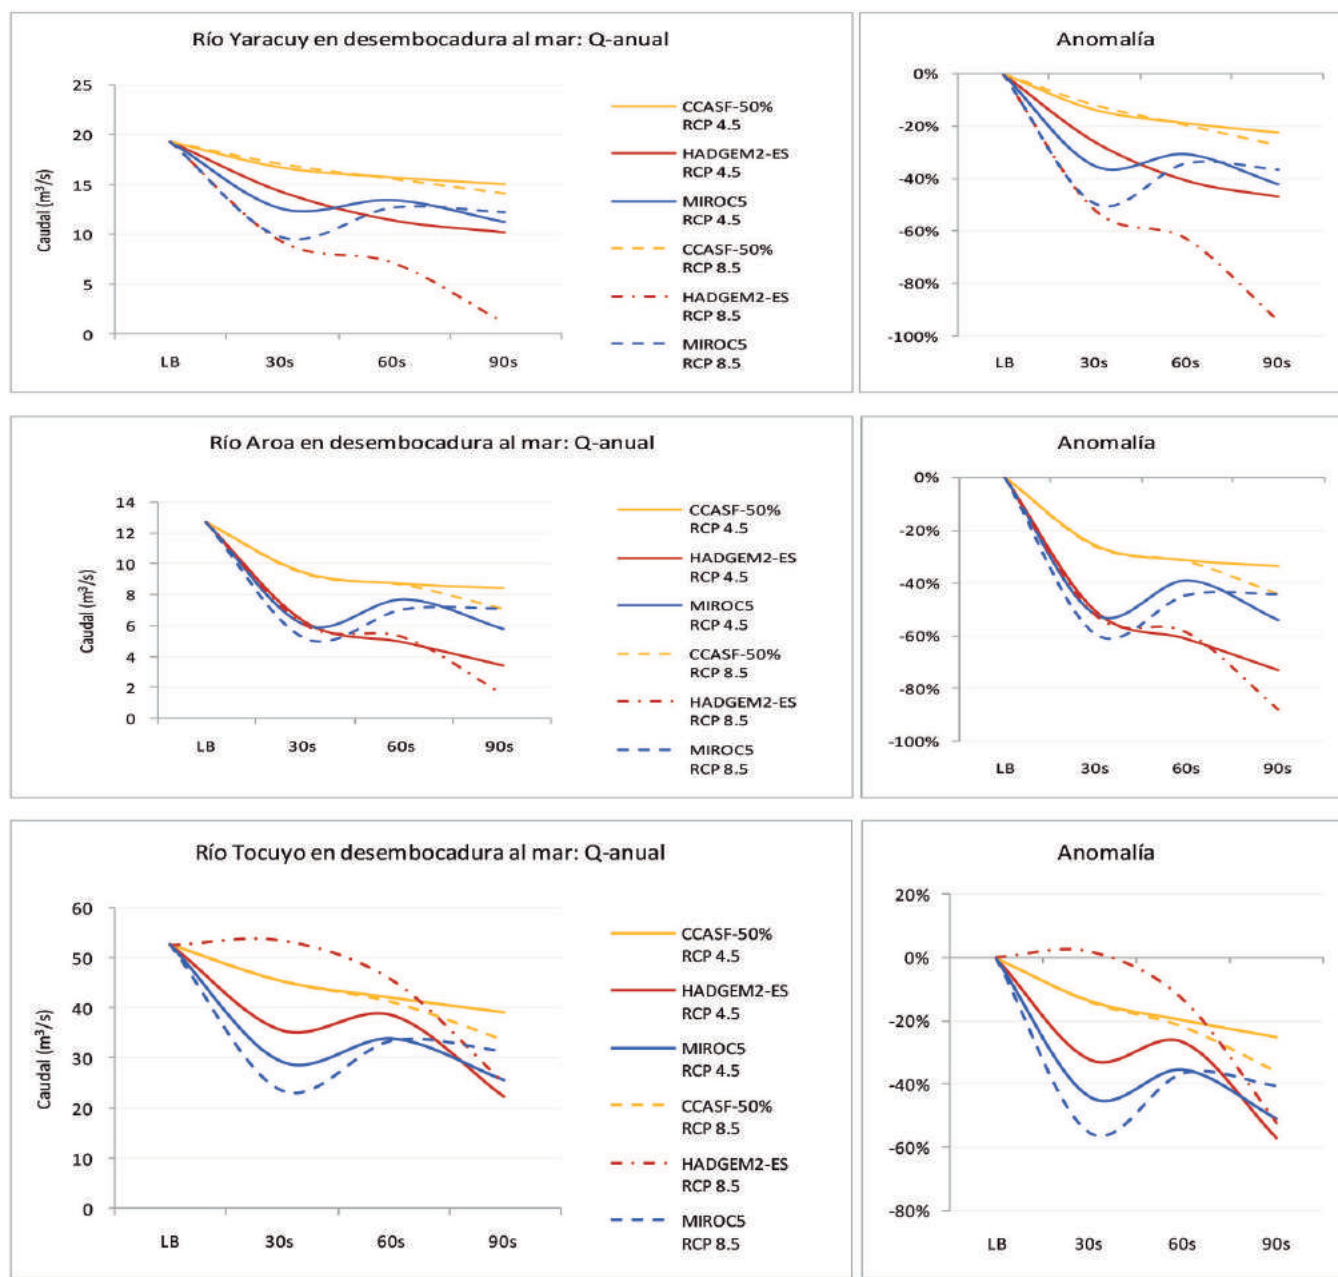 Río Yaracuy en desembocadura al mar: Q-anual
Caudal (m³/s)
25
20
15
10
5
0
LB 30s 60s 90s
CCASF-50%
RCP 4.5
HADGEM2-ES
RCP 4.5
MIROC5
RCP 4.5
CCASF-50%
RCP 8.5
HADGEM2-ES
RCP 8.5
MIROC5
RCP 8.5
Anomalía
0%
-20%
-40%
-60%
-80%
-100%
LB 30s 60s 90s
Río Aroa en desembocadura al mar: Q-anual
Caudal (m³/s)
14
12
10
8
6
4
2
0
LB 30s 60s 90s
CCASF-50%
RCP 4.5
HADGEM2-ES
RCP 4.5
MIROC5
RCP 4.5
CCASF-50%
RCP 8.5
HADGEM2-ES
RCP 8.5
MIROC5
RCP 8.5
Anomalía
0%
-20%
-40%
-60%
-80%
-100%
LB 30s 60s 90s
Río Tocuyo en desembocadura al mar: Q-anual
Caudal (m³/s)
60
50
40
30
20
10
0
LB 30s 60s 90s
CCASF-50%
RCP 4.5
HADGEM2-ES
RCP 4.5
MIROC5
RCP 4.5
CCASF-50%
RCP 8.5
HADGEM2-ES
RCP 8.5
MIROC5
RCP 8.5
Anomalía
20%
0%
-20%
-40%
-60%
-80%
LB 30s 60s 90s